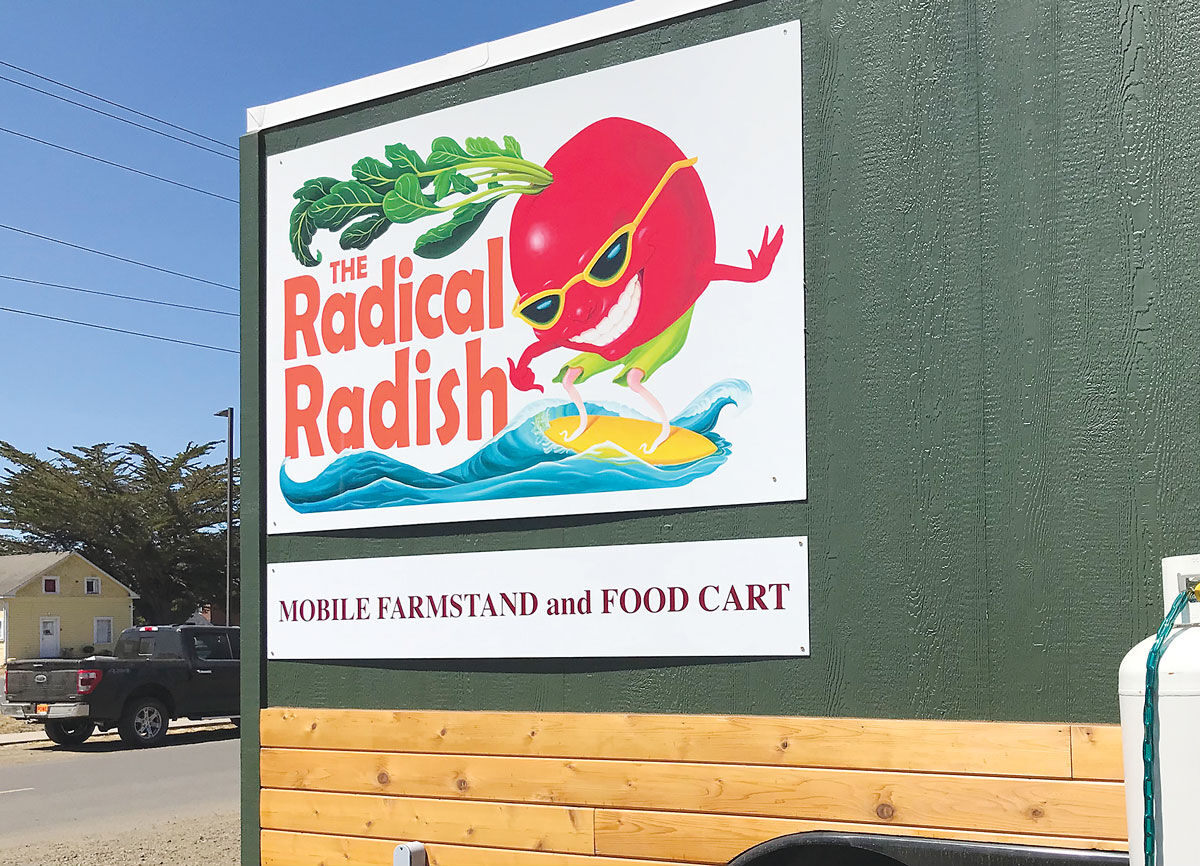 THE
Radical
Radish
MOBILE FARMSTAND and FOOD CART